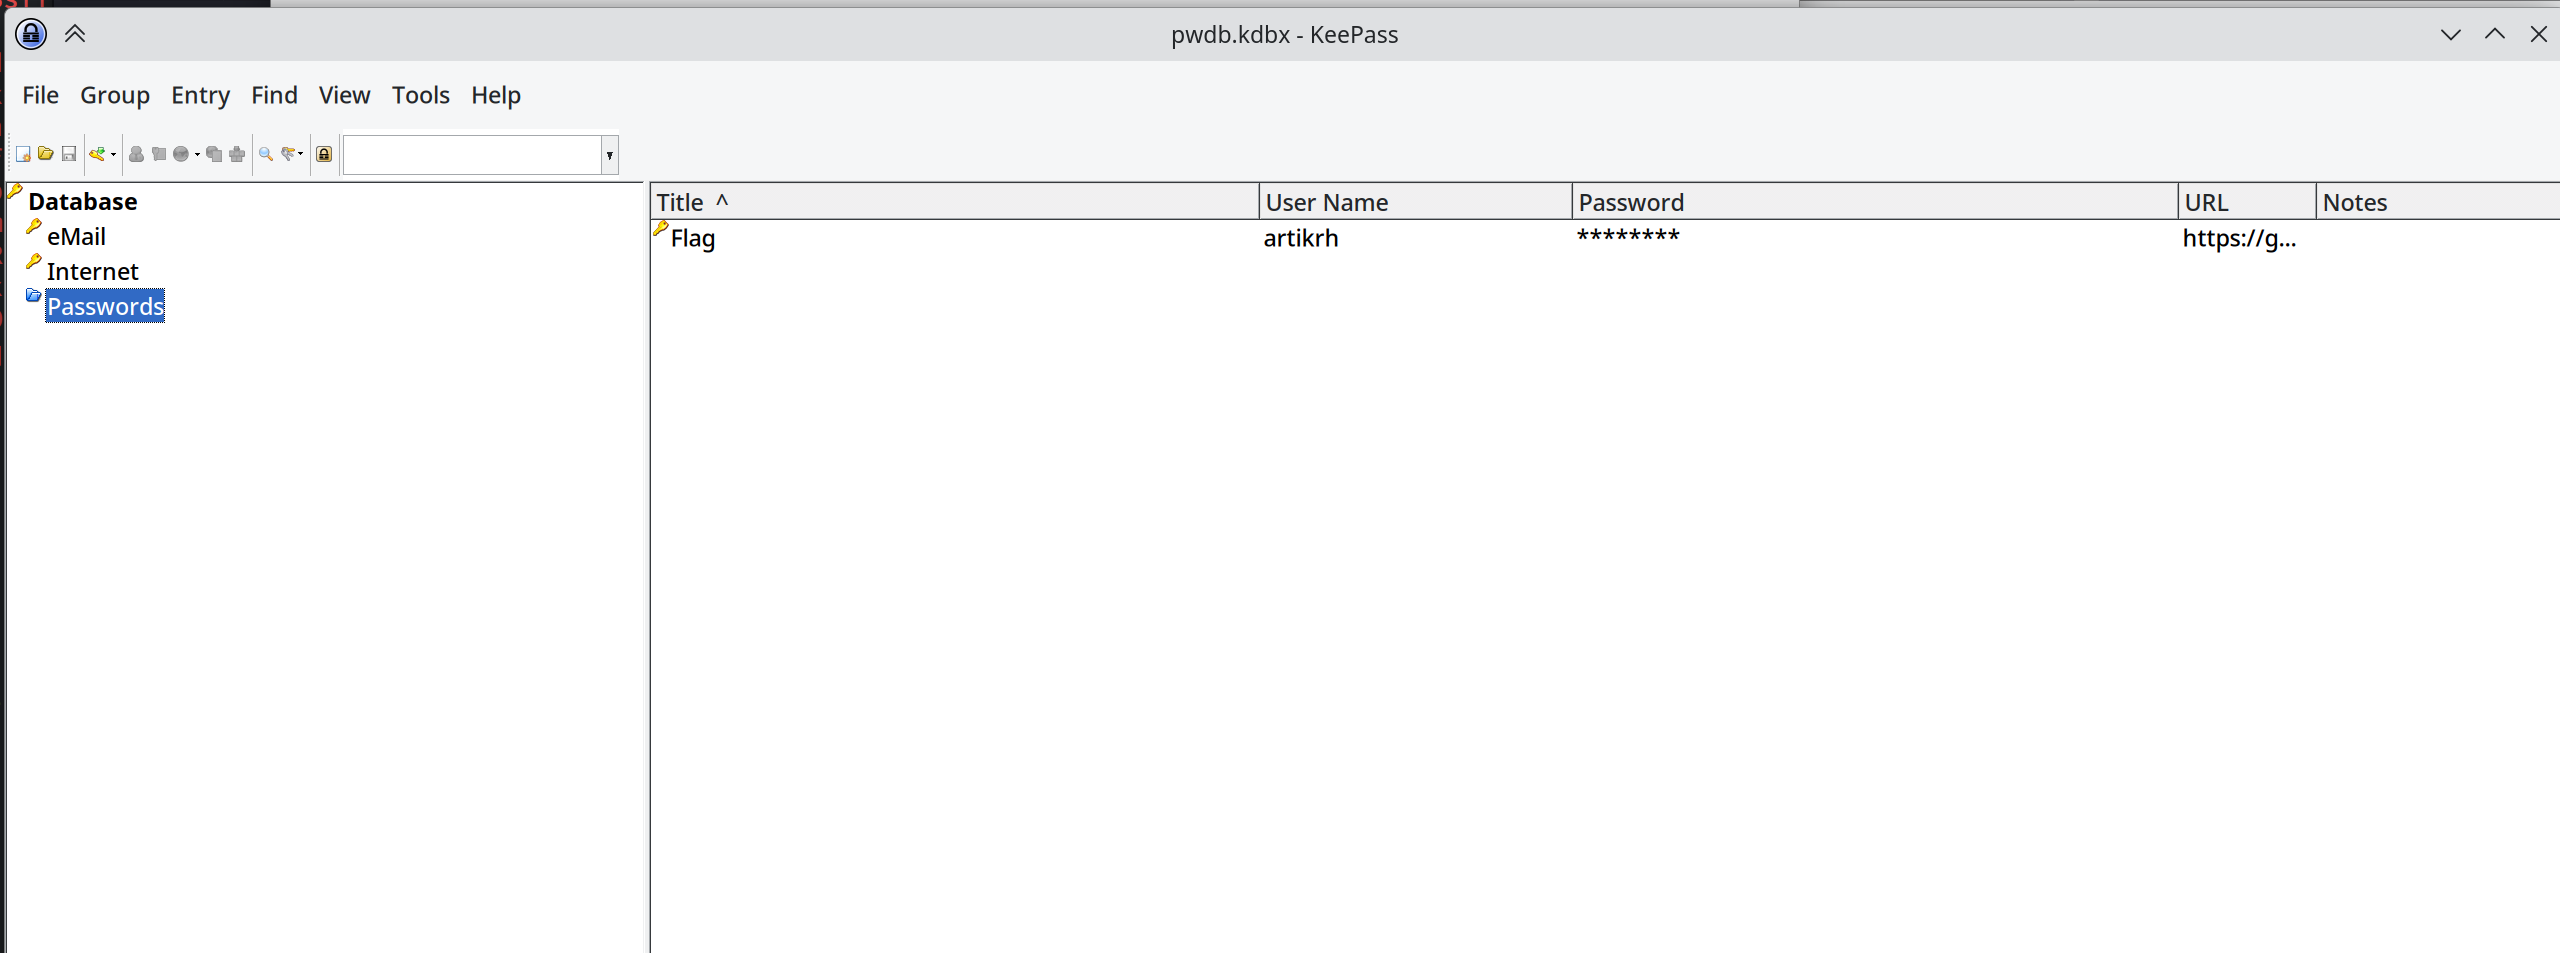 pwdb.kdbx - KeePass
File Group Entry Find View Tools Help
Database
eMail
Internet
Passwords
Title ^ User Name Password URL Notes
Flag artikrh ******** https://g...